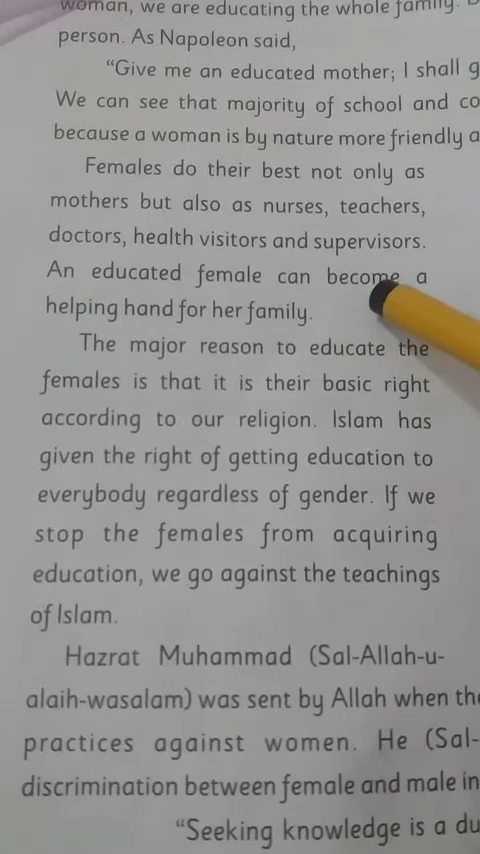 woman, we are educating the whole family.
person. As Napoleon said,
“Give me an educated mother; I shall
We can see that majority of school and
because a woman is by nature more friendly
Females do their best not only as
mothers but also as nurses, teachers,
doctors, health visitors and supervisors.
An educated female can become a
helping hand for her family.
The major reason to educate the
females is that it is their basic right
according to our religion. Islam has
given the right of getting education to
everybody regardless of gender. If we
stop the females from acquiring
education, we go against the teachings
of Islam.
Hazrat Muhammad (Sal-Allah-u-
alaih-wasalam) was sent by Allah when
practices against women. He (Sal-
discrimination between female and male in
“Seeking knowledge is a